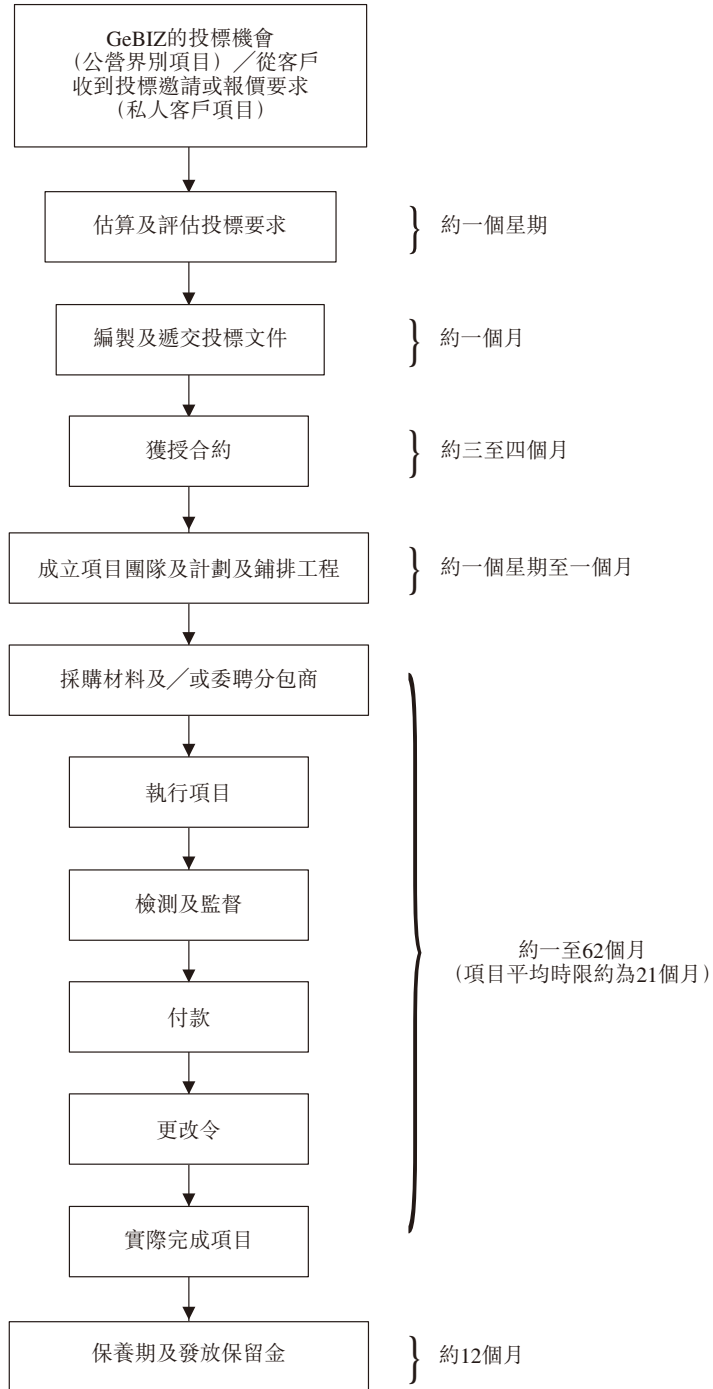 GeBIZ的投標機會
(公營界別項目)／從客戶
收到投標邀請或報價要求
(私人客戶項目)
估算及評估投標要求
約一個星期
編製及遞交投標文件
約一個月
獲授合約
約三至四個月
成立項目團隊及計劃及鋪排工程
約一個星期至一個月
採購材料及／或委聘分包商
執行項目
檢測及監督
付款
更改令
實際完成項目
約一至62個月
(項目平均時限約為21個月)
保養期及發放保留金
約12個月